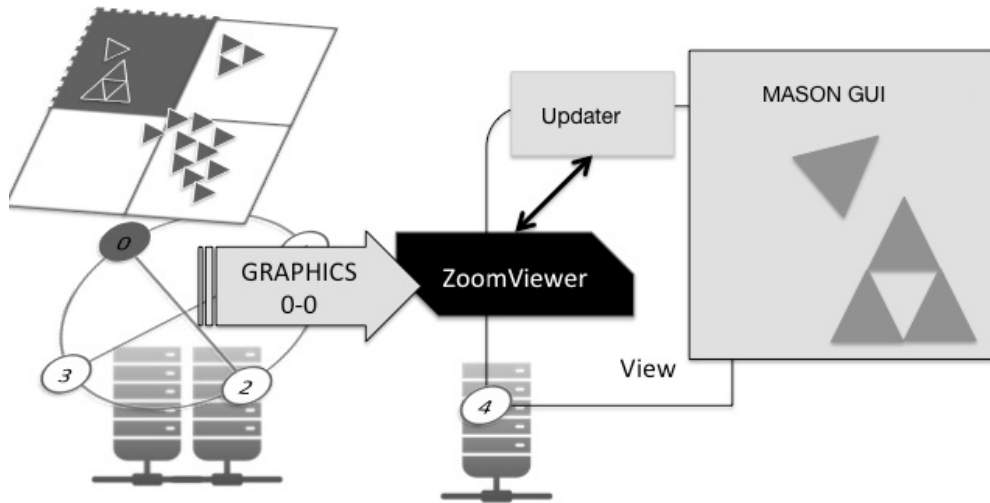 Updater
MASON GUI
0
GRAPHICS
0-0
ZoomViewer
3
2
4
View